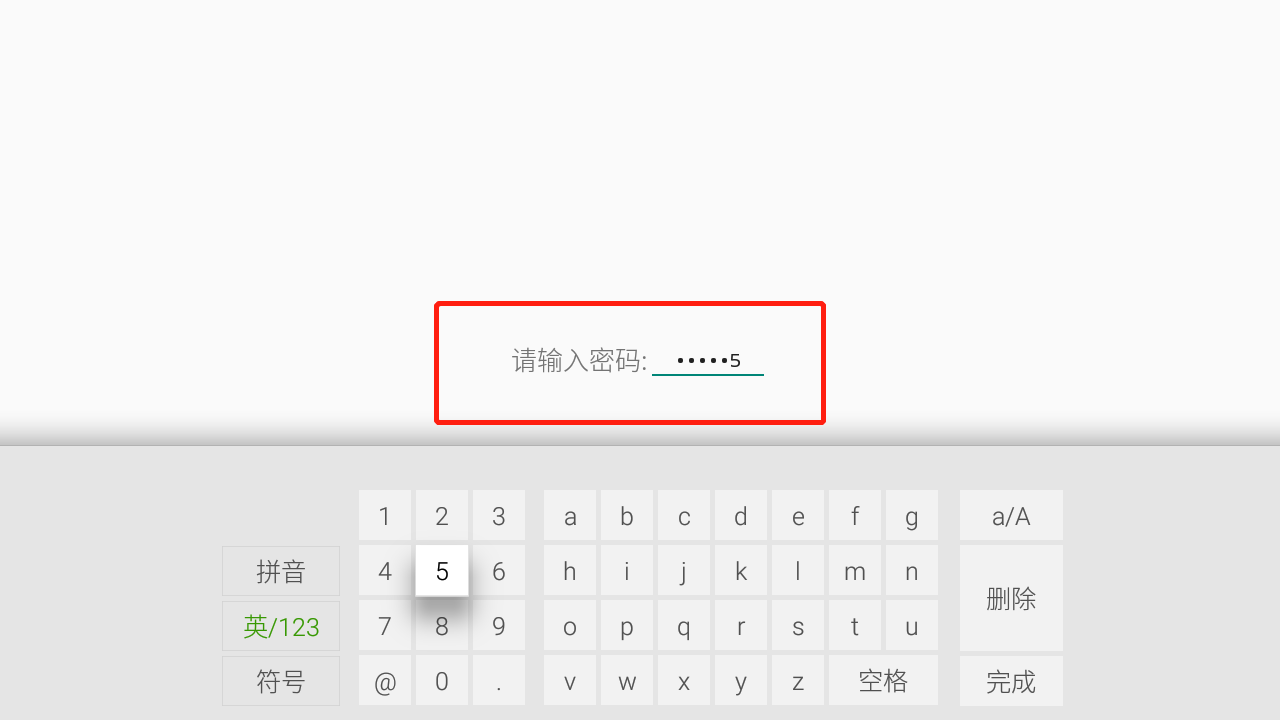 请输入密码: •••••5
1 2 3 a b c d e f g a/A
拼音 4 5 6 h i j k l m n 删除
英/123 7 8 9 o p q r s t u
符号 @ 0 . v w x y z 空格 完成